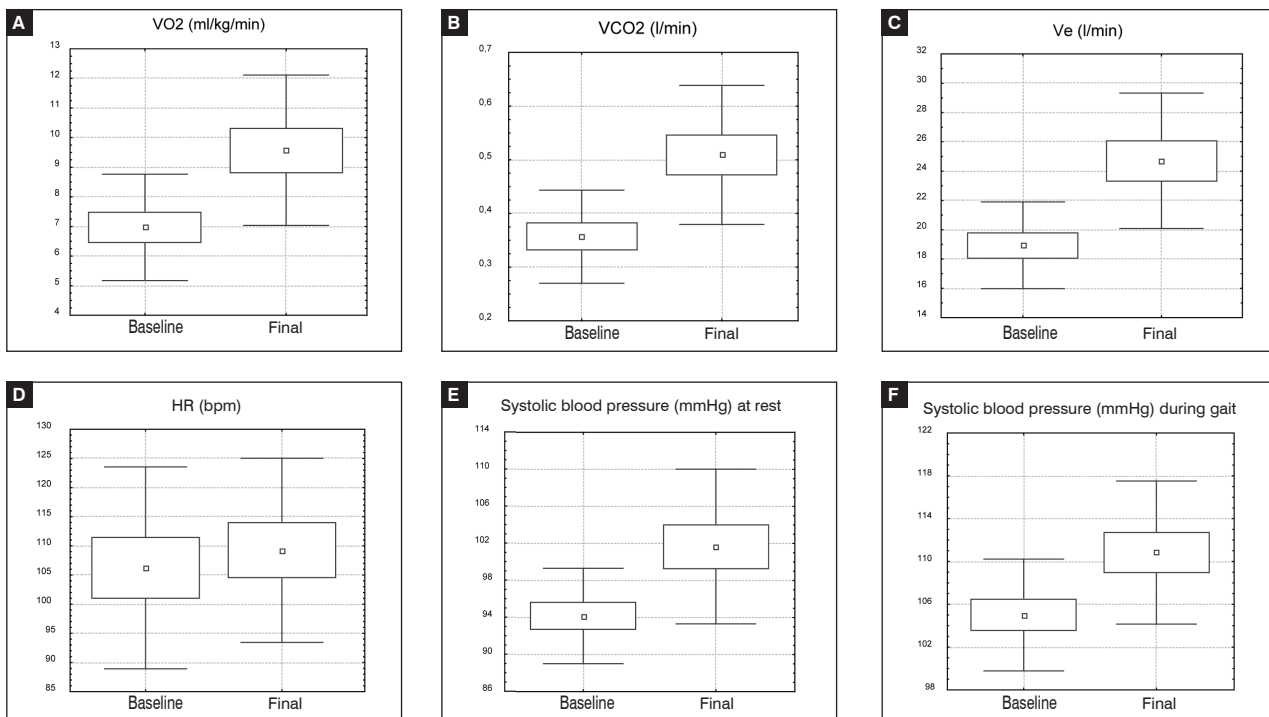 A
VO2 (ml/kg/min)
13
12
11
10
9
8
7
6
5
4
Baseline Final
B
VCO2 (l/min)
0,7
0,6
0,5
0,4
0,3
0,2
Baseline Final
C
Ve (l/min)
32
30
28
26
24
22
20
18
16
14
Baseline Final
D
HR (bpm)
130
125
120
115
110
105
100
95
90
85
Baseline Final
E
Systolic blood pressure (mmHg) at rest
114
110
106
102
98
94
90
86
Baseline Final
F
Systolic blood pressure (mmHg) during gait
122
118
114
110
106
102
98
Baseline Final